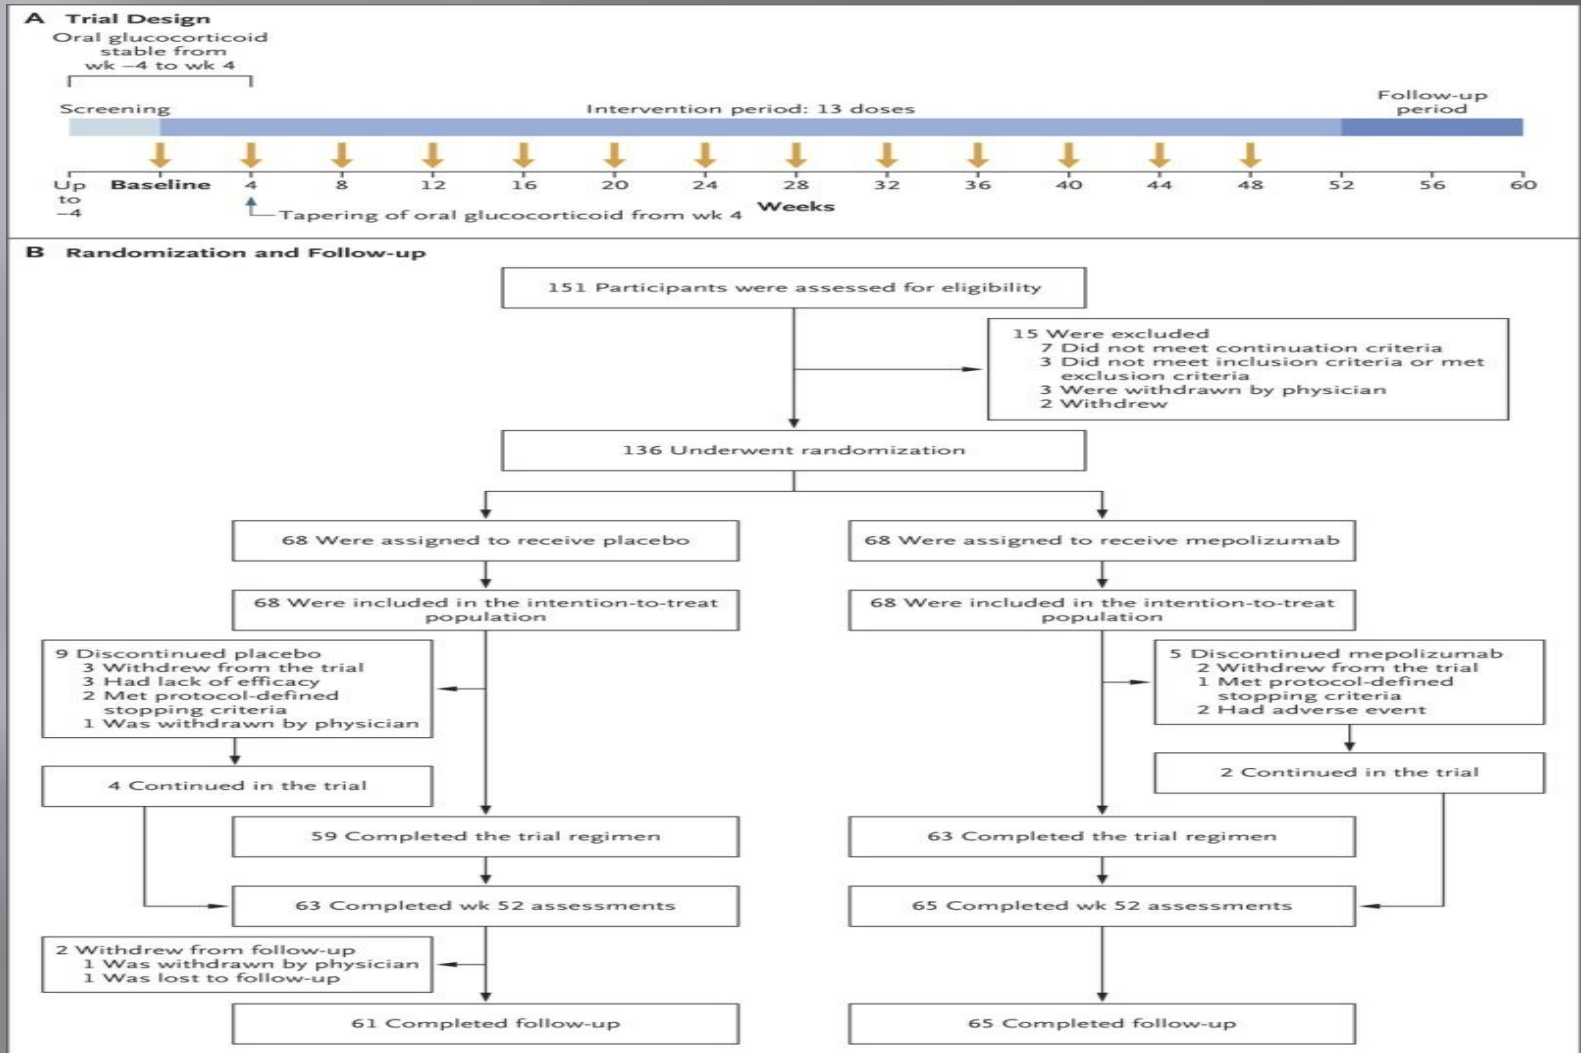 A Trial Design
Oral glucocorticoid
stable from
wk −4 to wk 4
Screening
Intervention period: 13 doses
Follow-up
period
Up
to
−4
Baseline
4
8
12
16
20
24
28
32
36
40
44
48
52
56
60
Weeks
Tapering of oral glucocorticoid from wk 4
B Randomization and Follow-up
151 Participants were assessed for eligibility
15 Were excluded
7 Did not meet continuation criteria
3 Did not meet inclusion criteria or met
exclusion criteria
3 Were withdrawn by physician
2 Withdrew
136 Underwent randomization
68 Were assigned to receive placebo
68 Were assigned to receive mepolizumab
68 Were included in the intention-to-treat
population
68 Were included in the intention-to-treat
population
9 Discontinued placebo
3 Withdrew from the trial
3 Had lack of efficacy
2 Met protocol-defined
stopping criteria
1 Was withdrawn by physician
5 Discontinued mepolizumab
2 Withdrew from the trial
1 Met protocol-defined
stopping criteria
2 Had adverse event
4 Continued in the trial
2 Continued in the trial
59 Completed the trial regimen
63 Completed the trial regimen
63 Completed wk 52 assessments
65 Completed wk 52 assessments
2 Withdrew from follow-up
1 Was withdrawn by physician
1 Was lost to follow-up
61 Completed follow-up
65 Completed follow-up